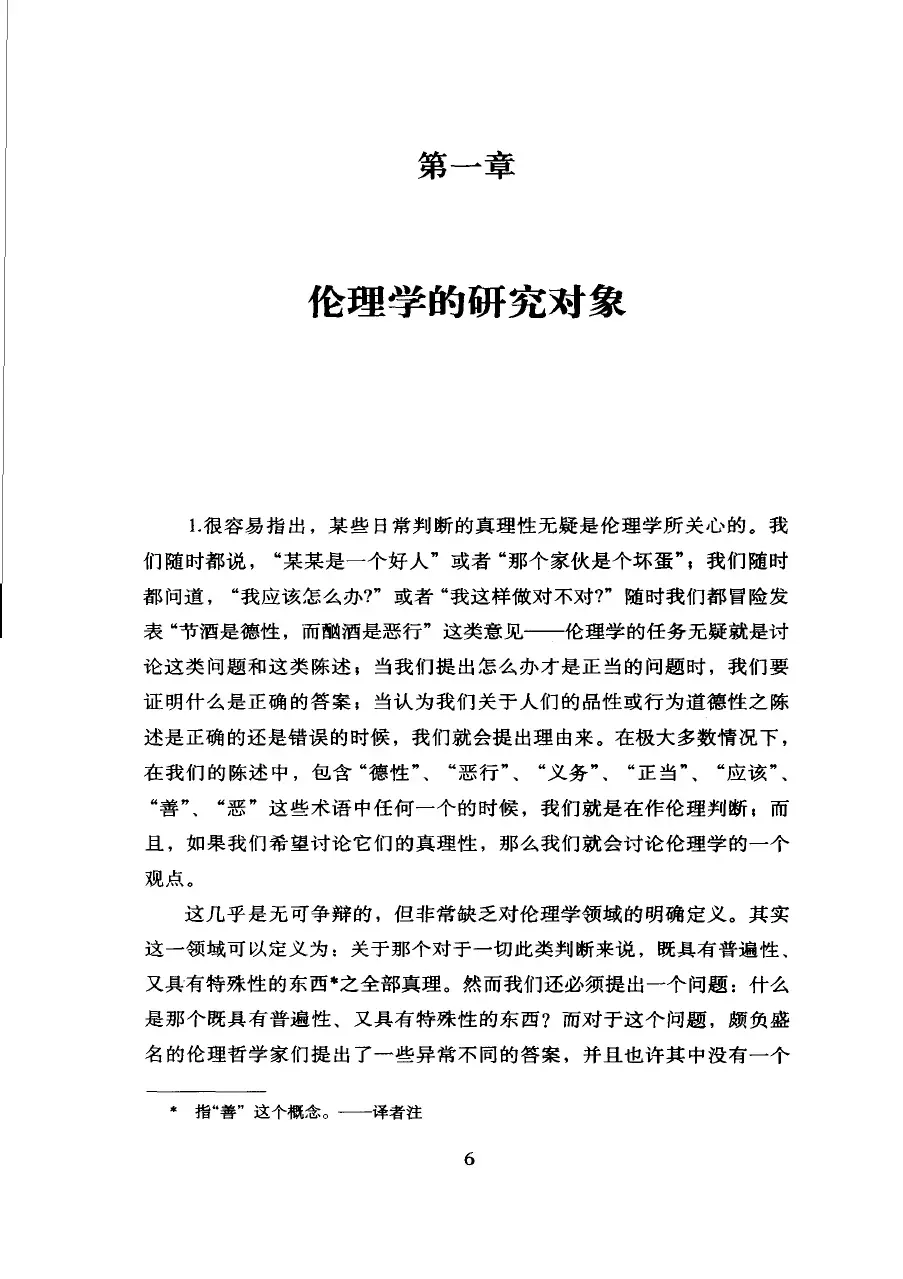 第一章
伦理学的研究对象
1.很容易指出，某些日常判断的真理性无疑是伦理学所关心的。我
们随时都说，“某某是一个好人”或者“那个家伙是个坏蛋”；我们随时
都问道，“我应该怎么办?”或者“我这样做对不对?”随时我们都冒险发
表“节酒是德性，而酗酒是恶行”这类意见——伦理学的任务无疑就是讨
论这类问题和这类陈述；当我们提出怎么办才是正当的问题时，我们要
证明什么是正确的答案；当认为我们关于人们的品性或行为道德性之陈
述是正确的还是错误的时候，我们就会提出理由来。在极大多数情况下，
在我们的陈述中，包含“德性”、“恶行”、“义务”、“正当”、“应该”、
“善”、“恶”这些术语中任何一个的时候，我们就是在作伦理判断；而
且，如果我们希望讨论它们的真理性，那么我们就会讨论伦理学的一个
观点。
这几乎是无可争辩的，但非常缺乏对伦理学领域的明确定义。其实
这一领域可以定义为：关于那个对于一切此类判断来说，既具有普遍性、
又具有特殊性的东西*之全部真理。然而我们还必须提出一个问题：什么
是那个既具有普遍性、又具有特殊性的东西？而对于这个问题，颇负盛
名的伦理哲学家们提出了一些异常不同的答案，并且也许其中没有一个
* 指“善”这个概念。——译者注
6